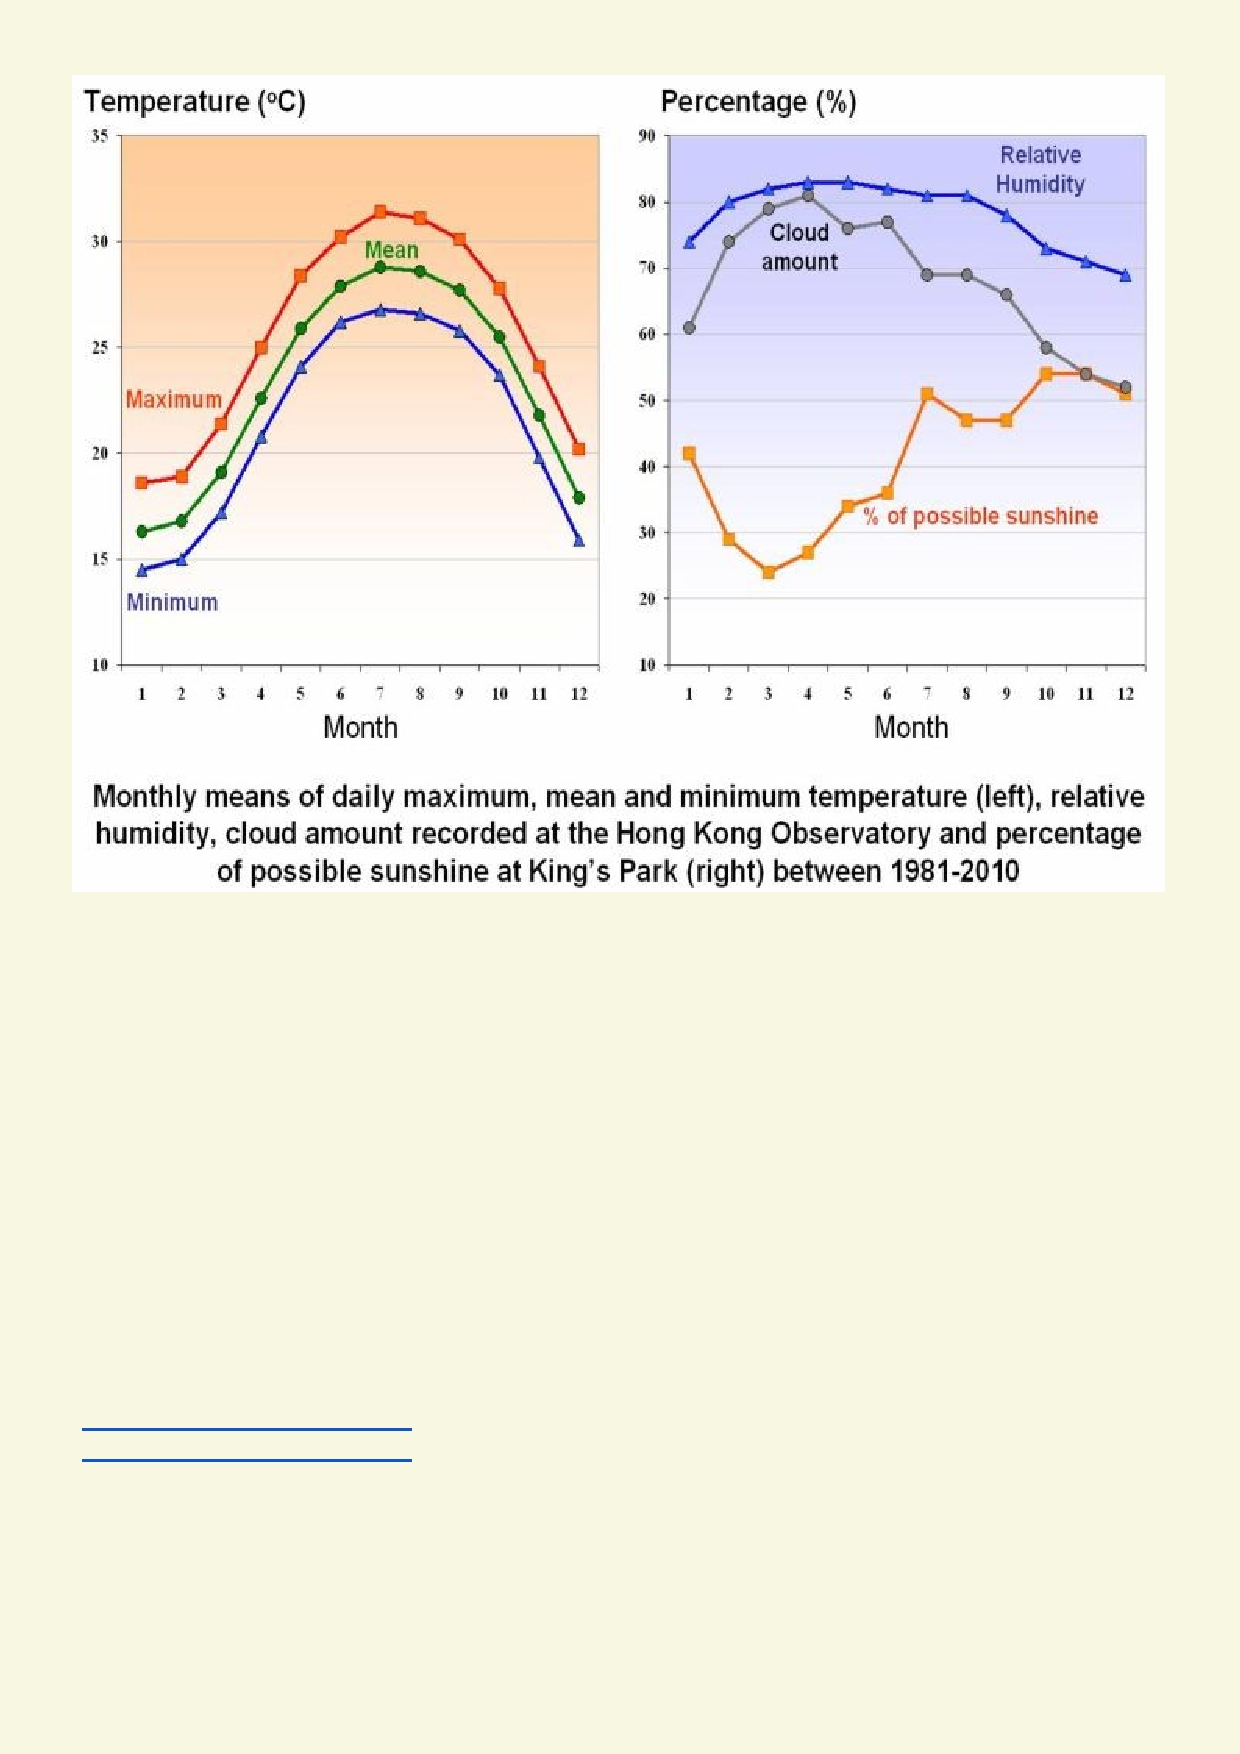 Temperature (°C)
35
30
25
20
15
10
Maximum
Mean
Minimum
1 2 3 4 5 6 7 8 9 10 11 12
Month
Percentage (%)
90
80
70
60
50
40
30
20
10
Relative
Humidity
Cloud
amount
% of possible sunshine
1 2 3 4 5 6 7 8 9 10 11 12
Month
Monthly means of daily maximum, mean and minimum temperature (left), relative
humidity, cloud amount recorded at the Hong Kong Observatory and percentage
of possible sunshine at King's Park (right) between 1981-2010